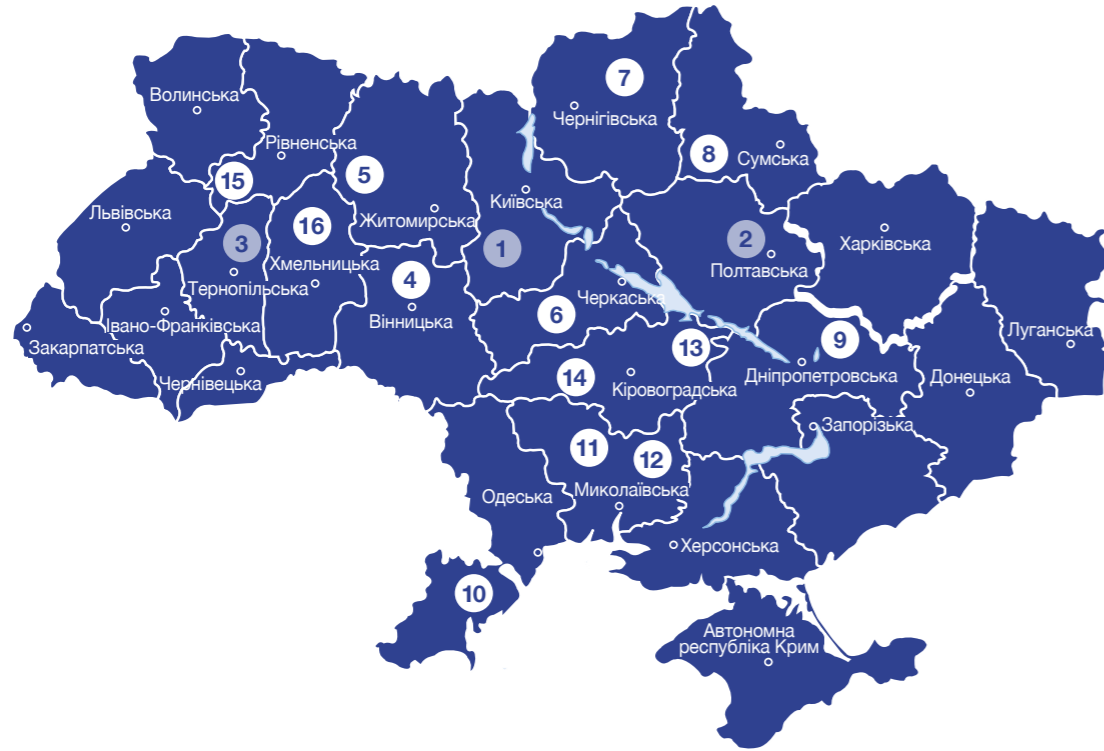 7
Волинська
Чернігівська
Рівненська
8
Сумська
5
15
Київська
Львівська
Житомирська
16
3
1
2
Харківська
Хмельницька
Полтавська
4
Тернопільська
Черкаська
Вінницька
6
Івано-Франківська
Луганська
9
13
Закарпатська
Дніпропетровська
Донецька
Чернівецька
14
Кіровоградська
Запорізька
11
12
Миколаївська
Одеська
Херсонська
10
Автономна
республіка Крим